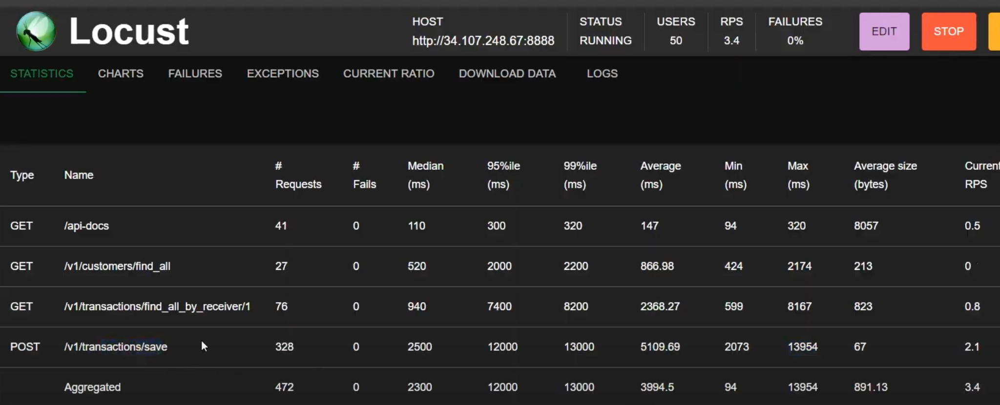 Locust
HOST
http://34.107.248.67:8888
STATUS
RUNNING
USERS
50
RPS
3.4
FAILURES
0%
EDIT
STOP
STATISTICS CHARTS FAILURES EXCEPTIONS CURRENT RATIO DOWNLOAD DATA LOGS
Type Name # Requests # Fails Median (ms) 95%ile (ms) 99%ile (ms) Average (ms) Min (ms) Max (ms) Average size (bytes) Current RPS
GET /api-docs 41 0 110 300 320 147 94 320 8057 0.5
GET /v1/customers/find_all 27 0 520 2000 2200 866.98 424 2174 213 0
GET /v1/transactions/find_all_by_receiver/1 76 0 940 7400 8200 2368.27 599 8167 823 0.8
POST /v1/transactions/save 328 0 2500 12000 13000 5109.69 2073 13954 67 2.1
Aggregated 472 0 2300 12000 13000 3994.5 94 13954 891.13 3.4